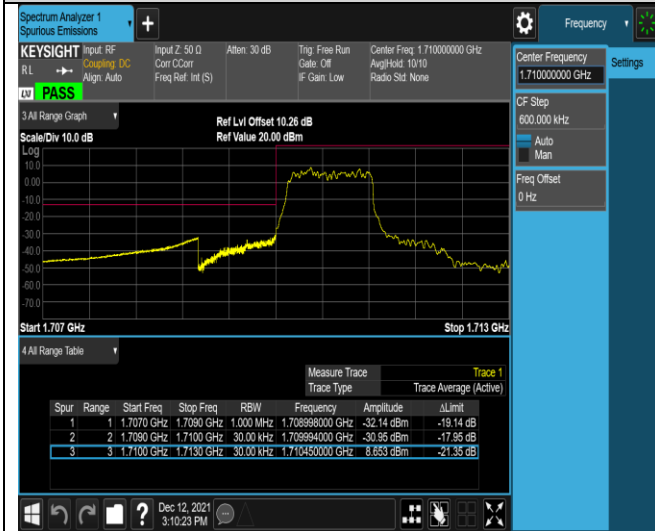 Spectrum Analyzer 1
Spurious Emissions
Frequency
KEYSIGHT
Input: RF
Coupling: DC
Align: Auto
Input Z: 50 Ω
Corr CCorr
Freq Ref: Int (S)
Atten: 30 dB
Trig: Free Run
Gate: Off
IF Gain: Low
Center Freq: 1.710000000 GHz
Avg|Hold: 10/10
Radio Std: None
RL
LXI PASS
Center Frequency
1.710000000 GHz
Settings
CF Step
600.000 kHz
Auto
Man
Freq Offset
0 Hz
3 All Range Graph
Scale/Div 10.0 dB
Ref Lvl Offset 10.26 dB
Ref Value 20.00 dBm
Log
10.0
0.00
-10.0
-20.0
-30.0
-40.0
-50.0
-60.0
-70.0
Start 1.707 GHz
Stop 1.713 GHz
4 All Range Table
Measure Trace Trace 1
Trace Type Trace Average (Active)
Spur Range Start Freq Stop Freq RBW Frequency Amplitude ΔLimit
1 1 1.7070 GHz 1.7090 GHz 1.000 MHz 1.708998000 GHz -32.14 dBm -19.14 dB
2 2 1.7090 GHz 1.7100 GHz 30.00 kHz 1.709994000 GHz -30.95 dBm -17.95 dB
3 3 1.7100 GHz 1.7130 GHz 30.00 kHz 1.710450000 GHz 8.653 dBm -21.35 dB
?
Dec 12, 2021
3:10:23 PM